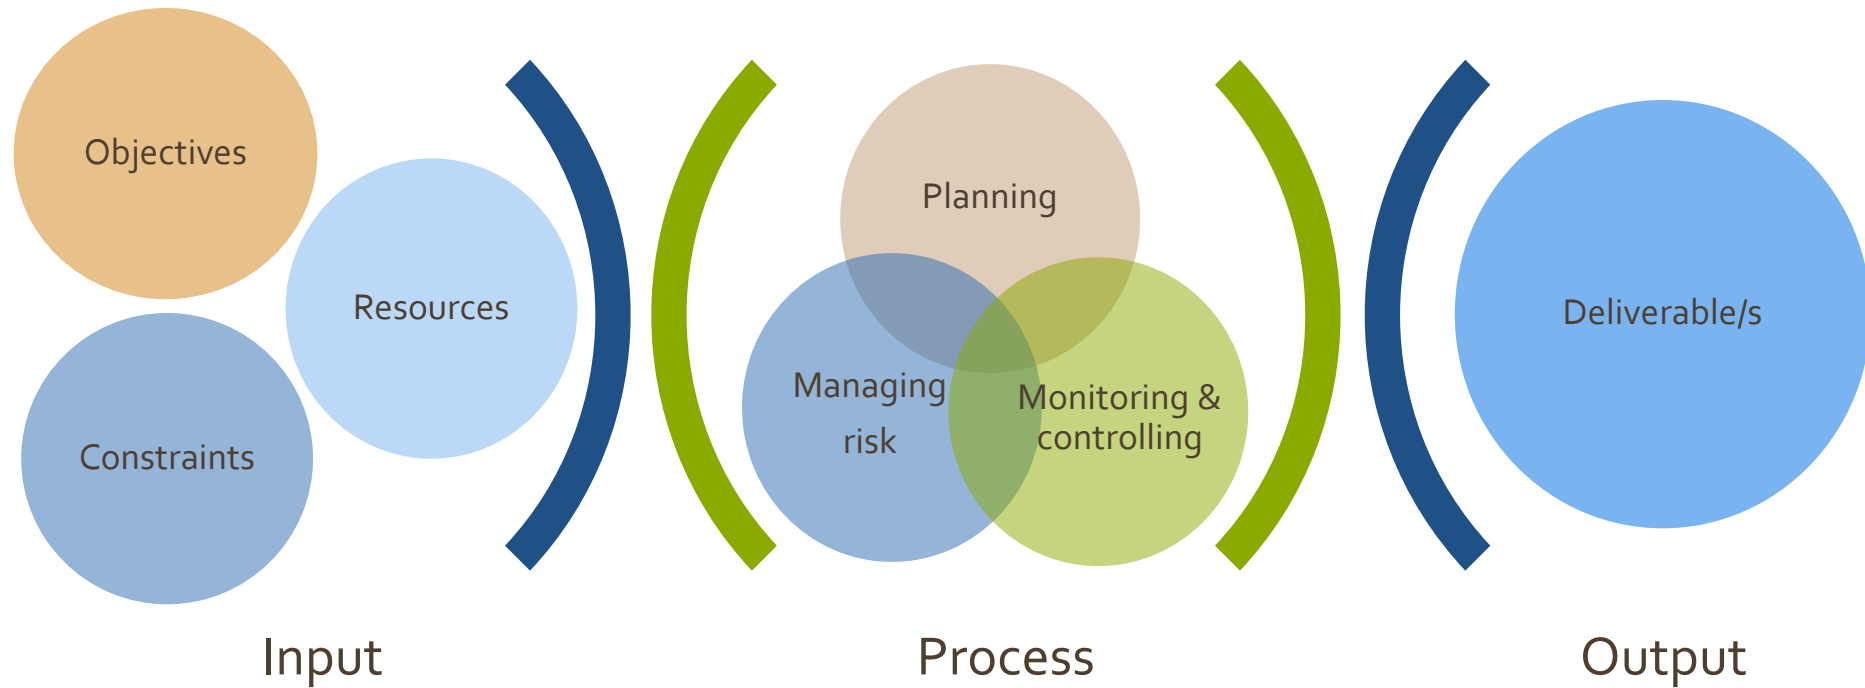 Objectives
Resources
Constraints
Planning
Managing
risk
Monitoring &
controlling
Deliverable/s
Input
Process
Output